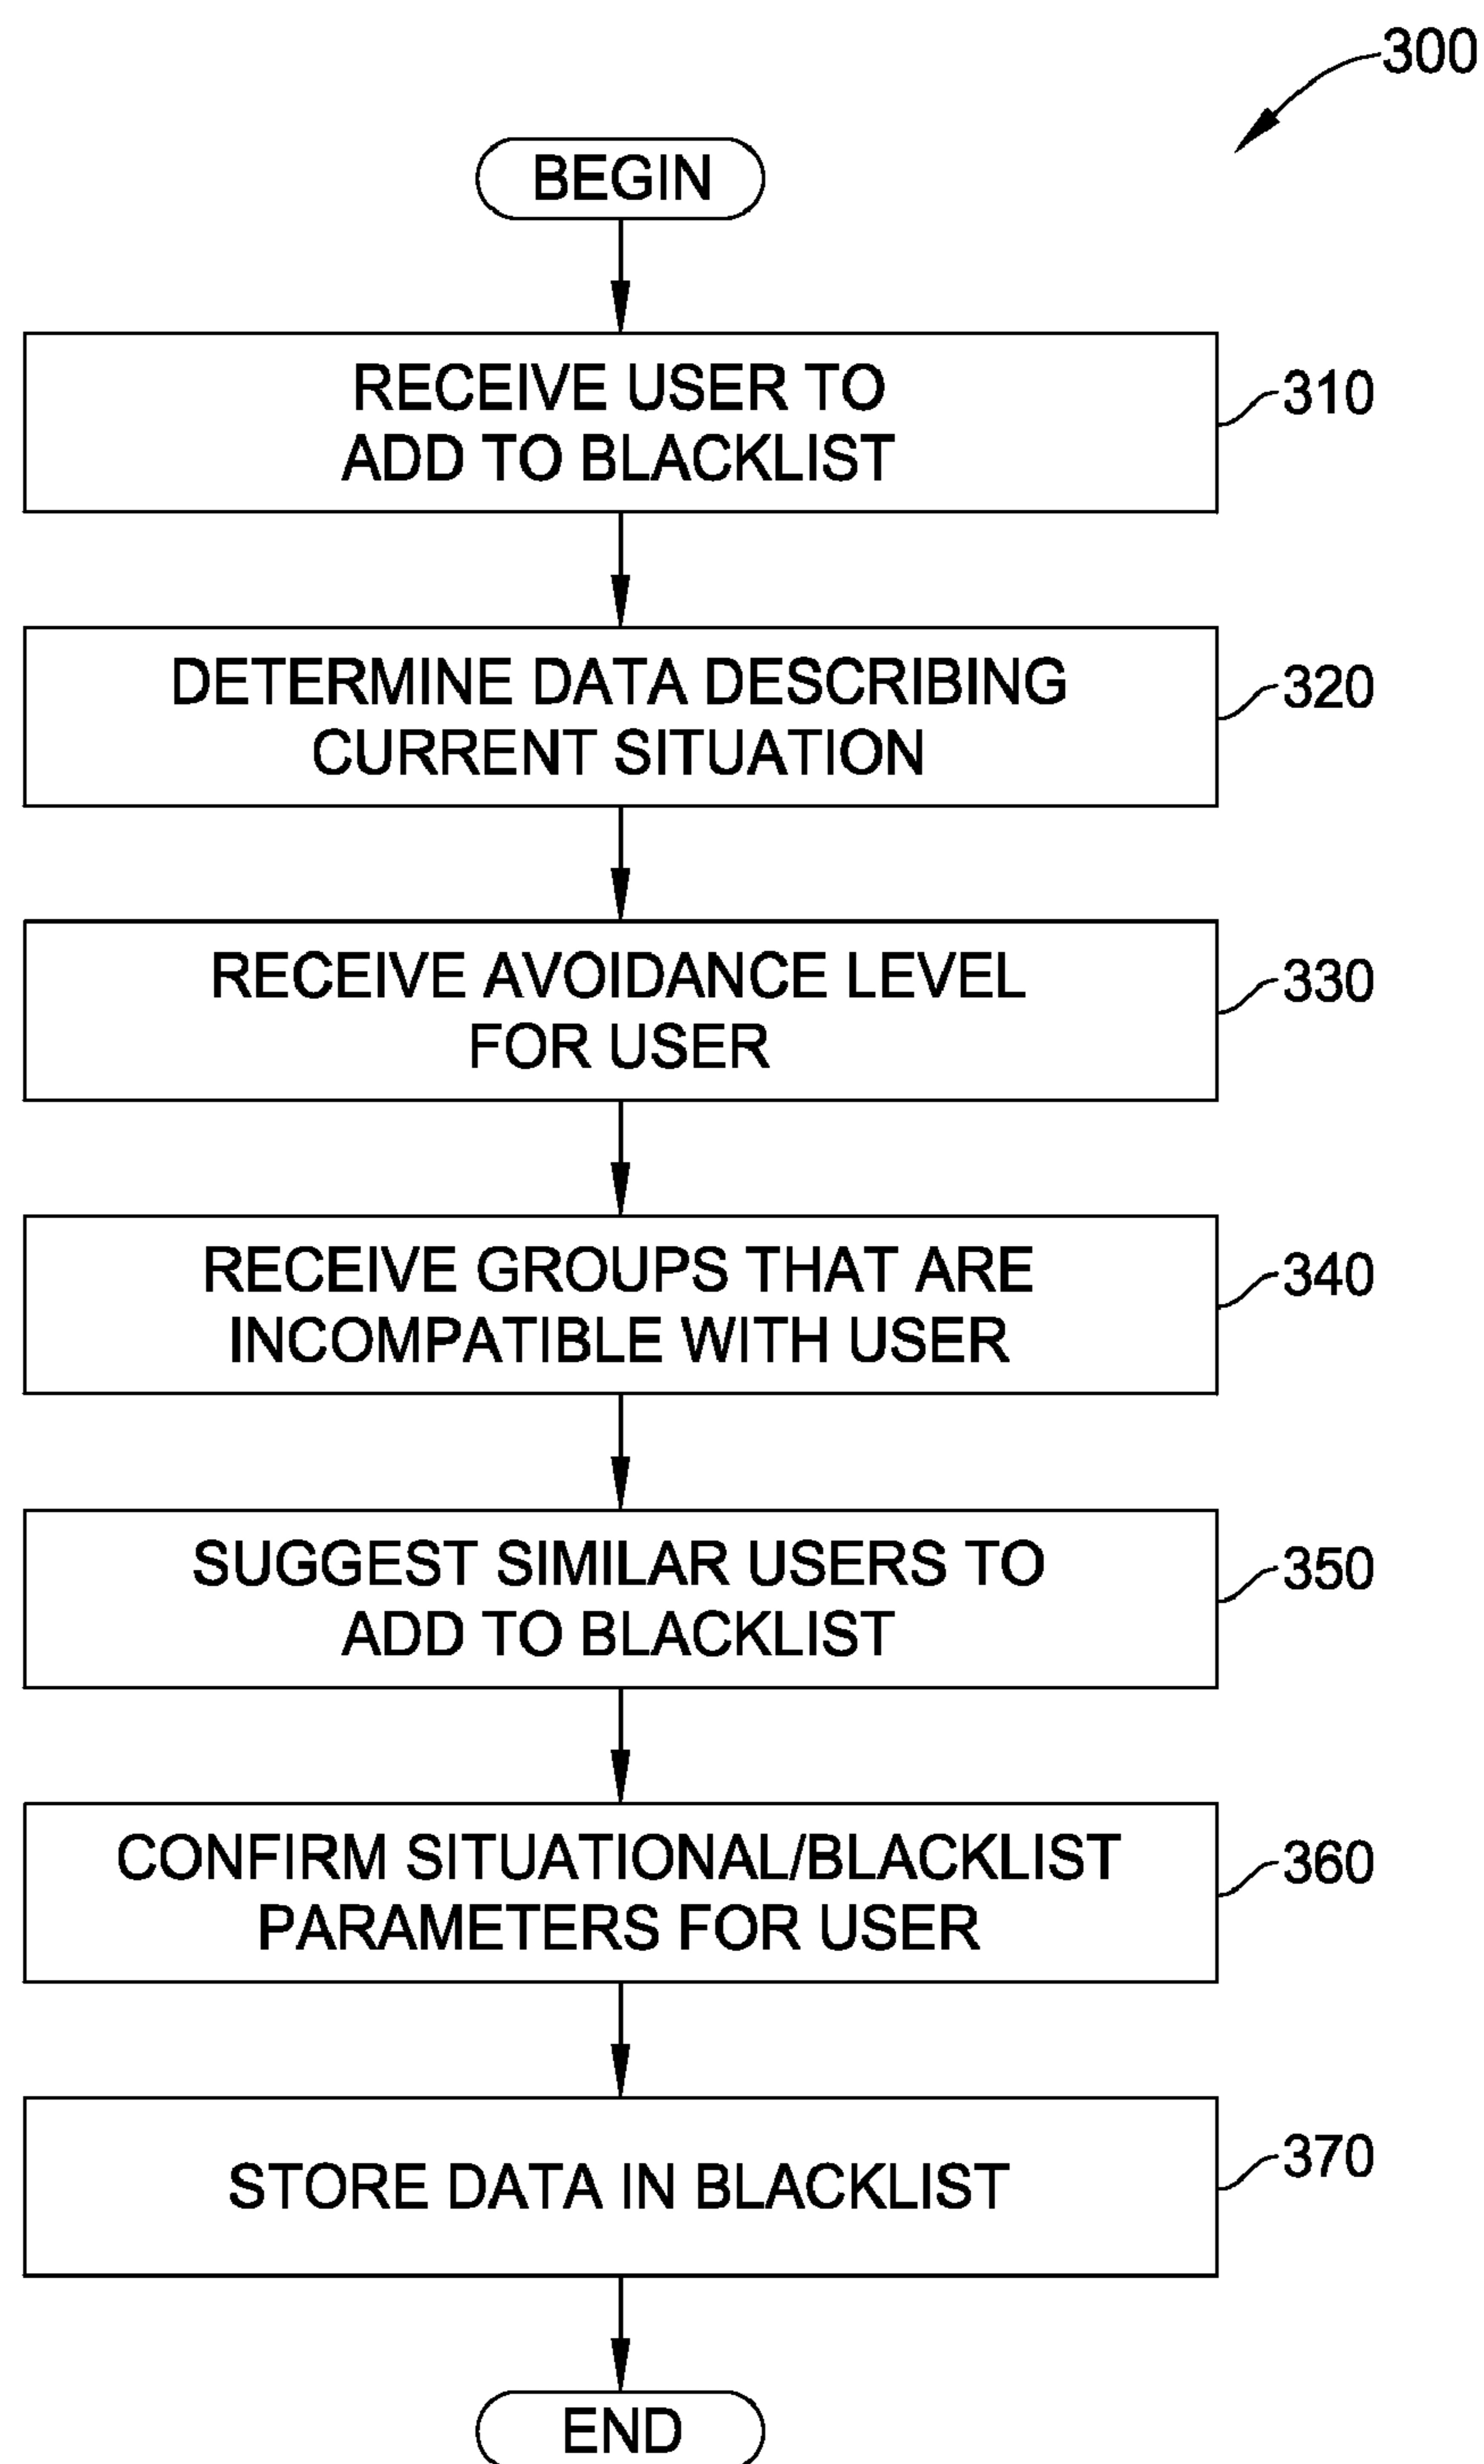 300
BEGIN
RECEIVE USER TO
ADD TO BLACKLIST
310
DETERMINE DATA DESCRIBING
CURRENT SITUATION
320
RECEIVE AVOIDANCE LEVEL
FOR USER
330
RECEIVE GROUPS THAT ARE
INCOMPATIBLE WITH USER
340
SUGGEST SIMILAR USERS TO
ADD TO BLACKLIST
350
CONFIRM SITUATIONAL/BLACKLIST
PARAMETERS FOR USER
360
STORE DATA IN BLACKLIST
370
END